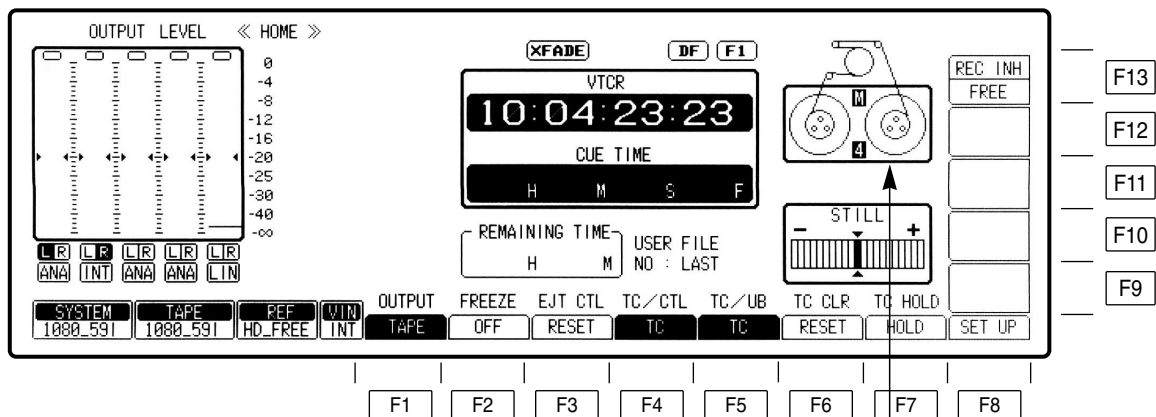 OUTPUT LEVEL ≪ HOME ≫
0
-4
-8
-12
-16
-20
-25
-30
-40
-∞
L R L R L R L R L R
ANA INT ANA ANA LIN
XFADE DF F1
VTCR
10:04:23:23
CUE TIME
H M S F
REMAINING TIME
H M
USER FILE
NO : LAST
M
4
STILL
- +
REC INH
FREE
F13
F12
F11
F10
F9
SYSTEM TAPE REF VIN
1080_59I 1080_59I HD_FREE INT
OUTPUT FREEZE EJT CTL TC/CTL TC/UB TC CLR TC HOLD
TAPE OFF RESET TC TC RESET HOLD SET UP
F1 F2 F3 F4 F5 F6 F7 F8